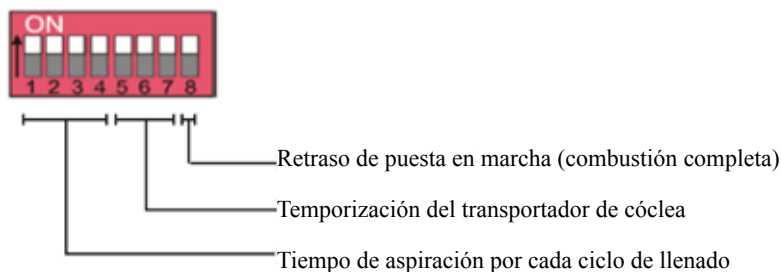 ON
1 2 3 4 5 6 7 8
Retraso de puesta en marcha (combustión completa)
Temporización del transportador de cóclea
Tiempo de aspiración por cada ciclo de llenado